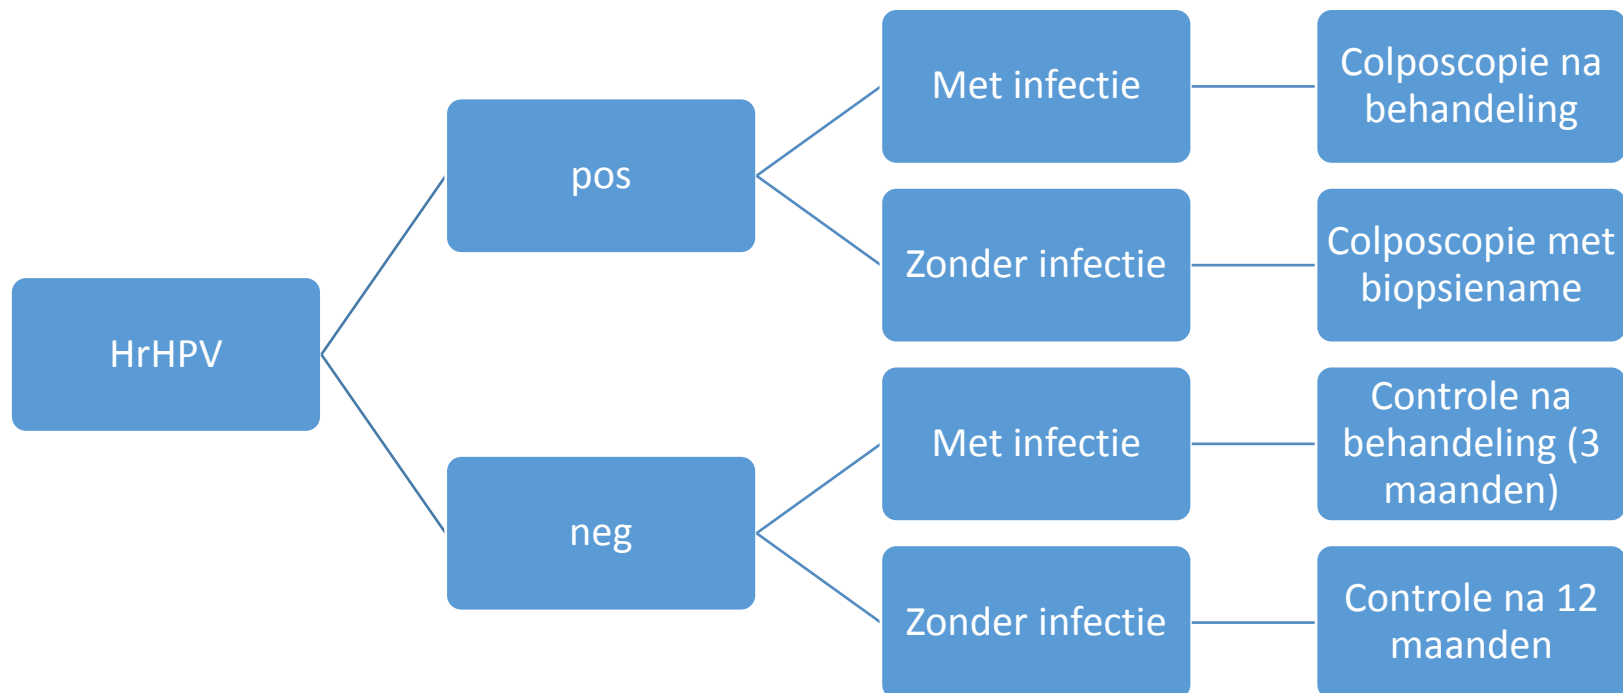 HrHPV
pos
neg
Met infectie
Colposcopie na
behandeling
Zonder infectie
Colposcopie met
biopsiename
Met infectie
Controle na
behandeling (3
maanden)
Zonder infectie
Controle na 12
maanden